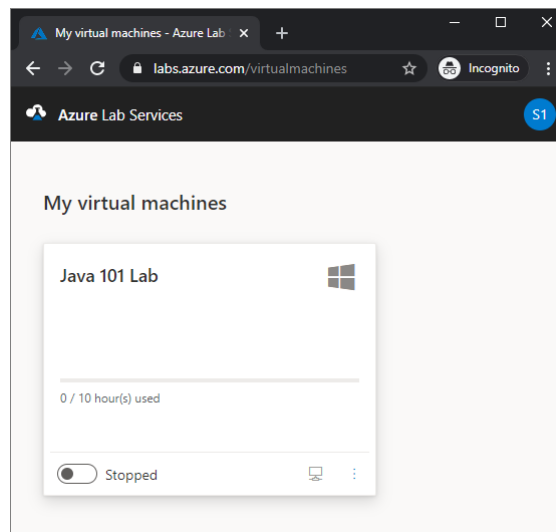 My virtual machines - Azure Lab S
labs.azure.com/virtualmachines
Incognito
Azure Lab Services
S1
My virtual machines
Java 101 Lab
0 / 10 hour(s) used
Stopped